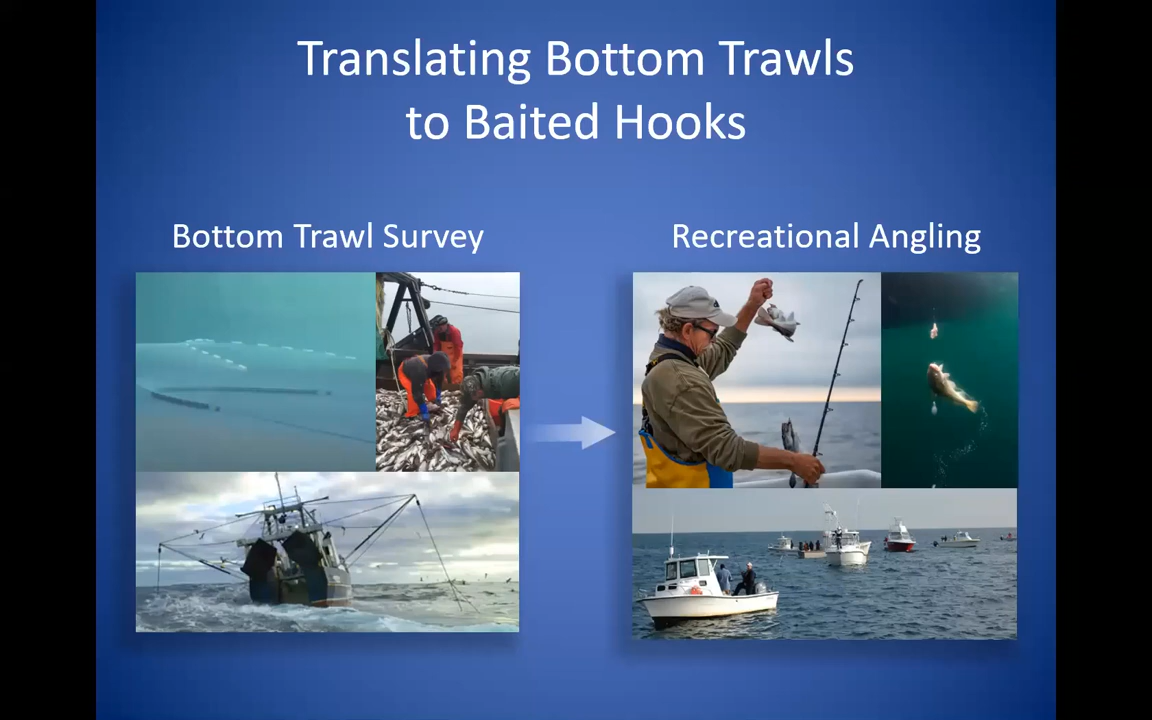 Translating Bottom Trawls
to Baited Hooks
Bottom Trawl Survey
Recreational Angling